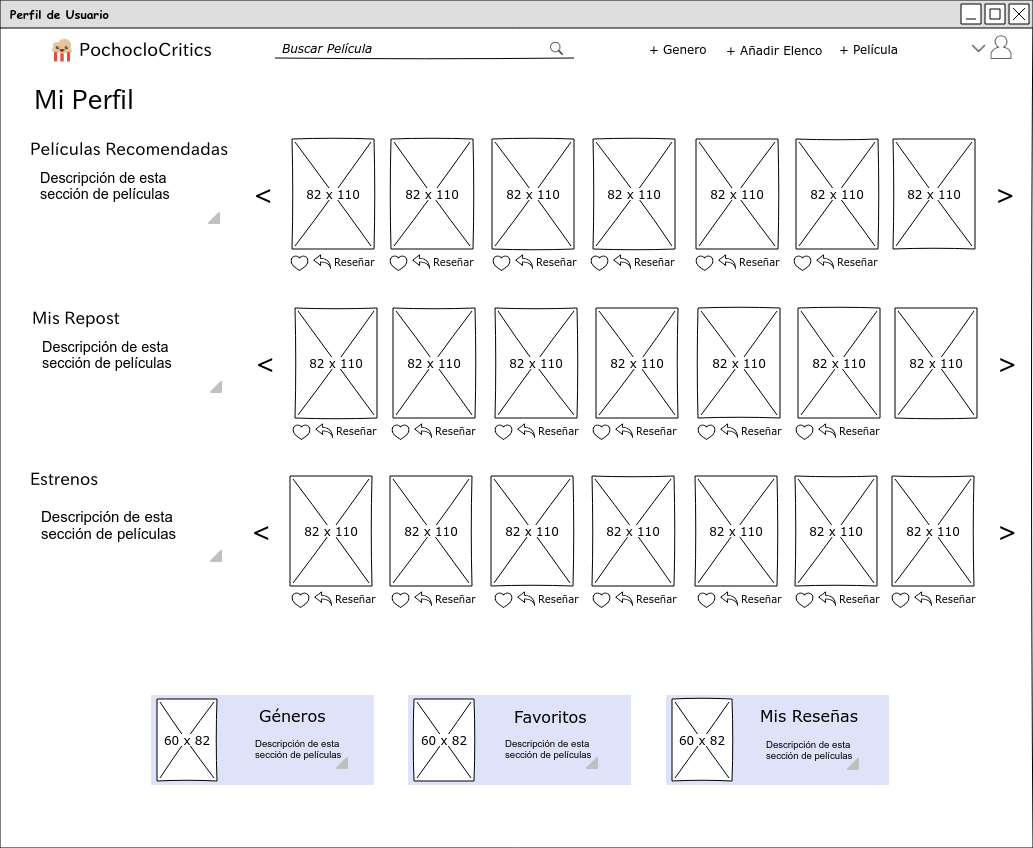 Perfil de Usuario
PochocloCritics
Buscar Película
+ Genero
+ Añadir Elenco
+ Película
Mi Perfil
Películas Recomendadas
Descripción de esta
sección de películas
<
82 x 110
82 x 110
82 x 110
82 x 110
82 x 110
82 x 110
82 x 110
>
Reseñar
Reseñar
Reseñar
Reseñar
Reseñar
Reseñar
Mis Repost
Descripción de esta
sección de películas
<
82 x 110
82 x 110
82 x 110
82 x 110
82 x 110
82 x 110
82 x 110
>
Reseñar
Reseñar
Reseñar
Reseñar
Reseñar
Reseñar
Estrenos
Descripción de esta
sección de películas
<
82 x 110
82 x 110
82 x 110
82 x 110
82 x 110
82 x 110
82 x 110
>
Reseñar
Reseñar
Reseñar
Reseñar
Reseñar
Reseñar
Reseñar
60 x 82
Géneros
Descripción de esta
sección de películas
60 x 82
Favoritos
Descripción de esta
sección de películas
60 x 82
Mis Reseñas
Descripción de esta
sección de películas